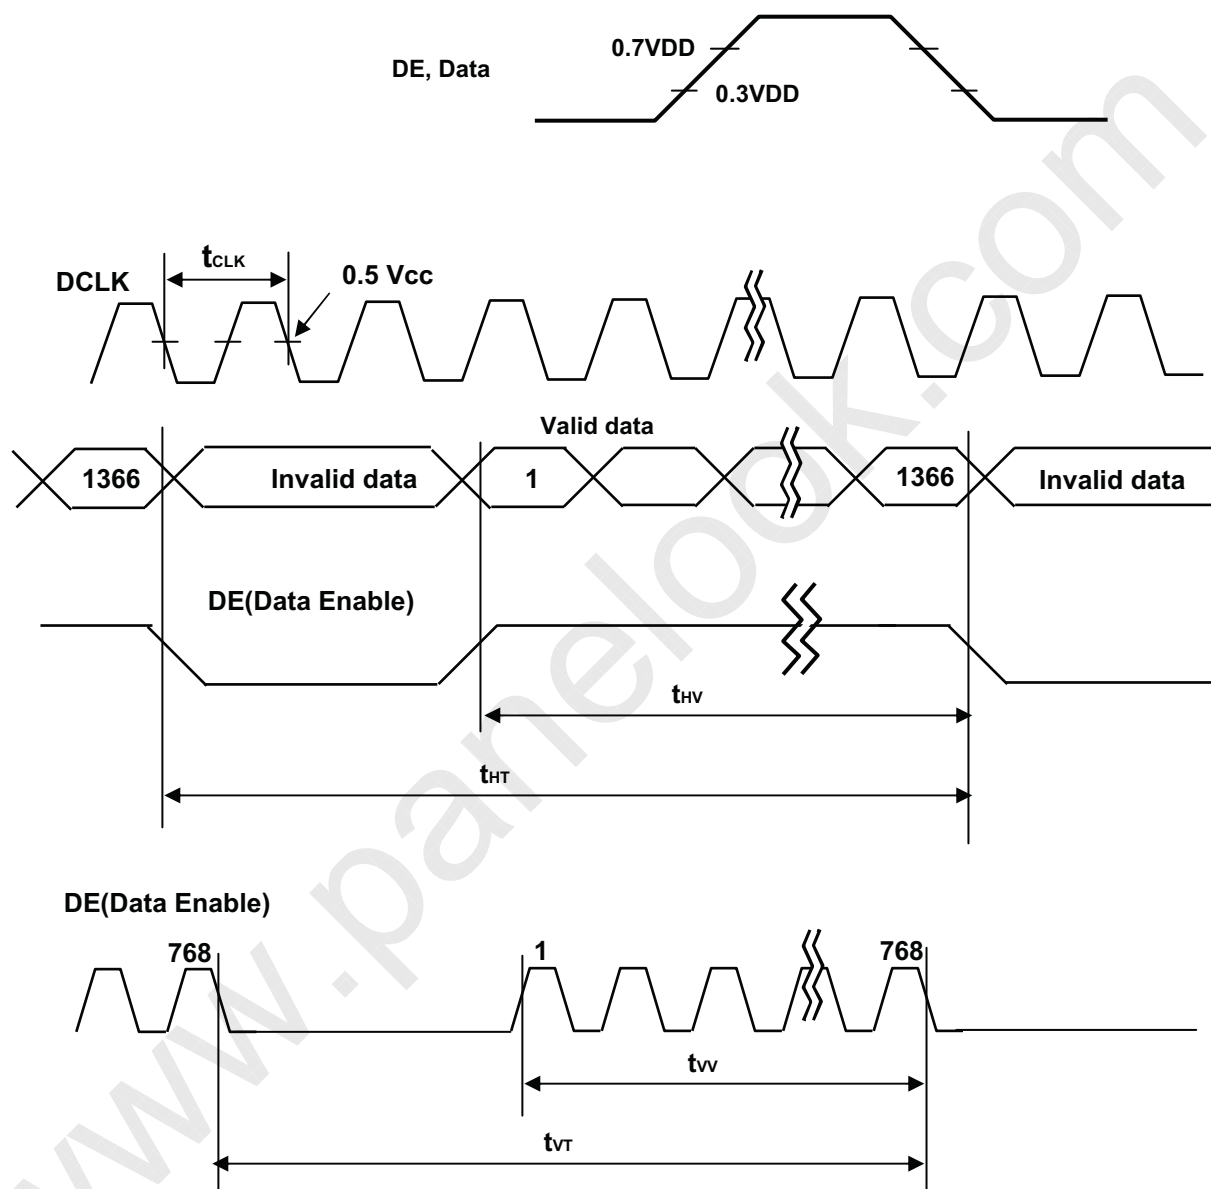 0.7VDD
DE, Data
0.3VDD
tCLK
DCLK
0.5 Vcc
Valid data
1366
Invalid data
1
1366
Invalid data
DE(Data Enable)
tHV
tHT
DE(Data Enable)
768
1
768
tVV
tVT
www.panelook.com